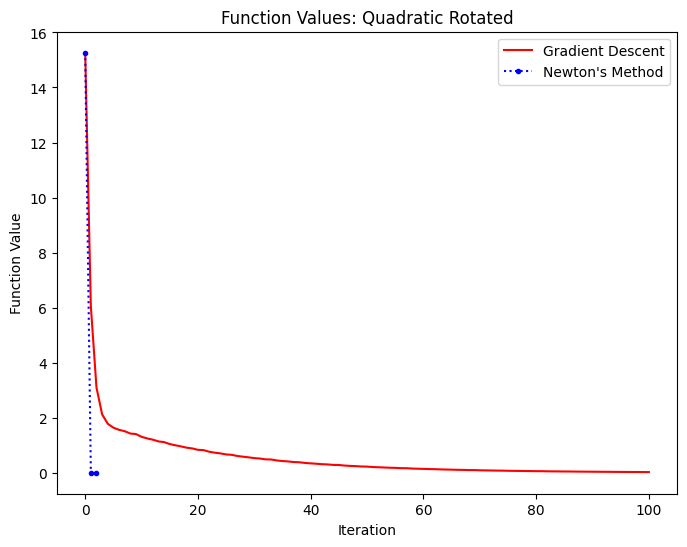 Function Values: Quadratic Rotated
Gradient Descent
Newton's Method
Function Value
16
14
12
10
8
6
4
2
0
0 20 40 60 80 100
Iteration